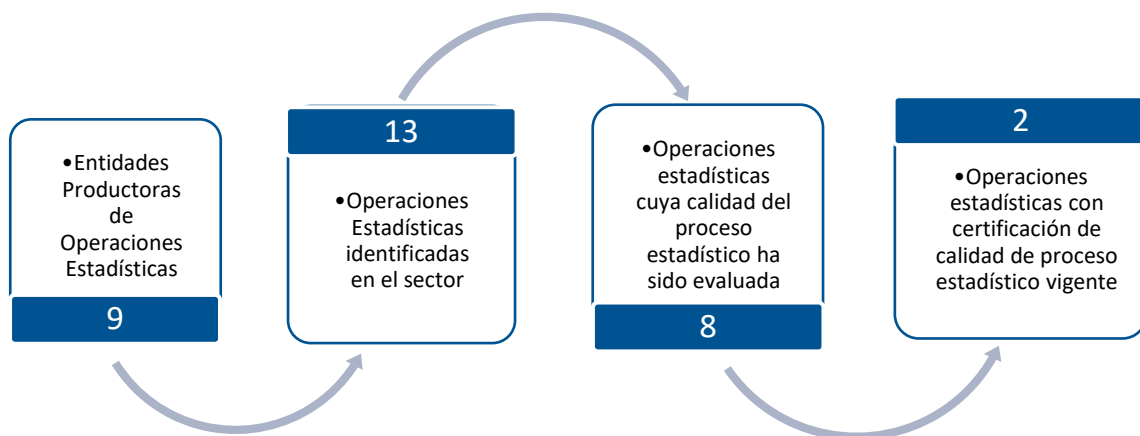 •Entidades
Productoras
de
Operaciones
Estadísticas
9
13
•Operaciones
Estadísticas
identificadas
en el sector
•Operaciones
estadísticas
cuya calidad del
proceso
estadístico ha
sido evaluada
8
2
•Operaciones
estadísticas con
certificación de
calidad de proceso
estadístico vigente